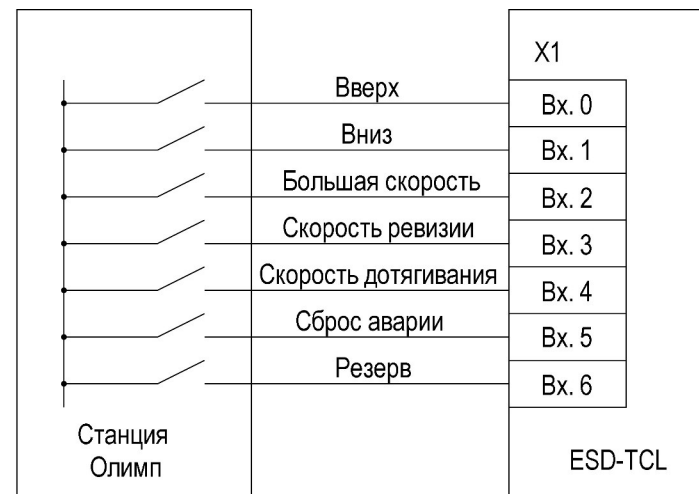 X1
Вверх
Вх. 0
Вниз
Вх. 1
Большая скорость
Вх. 2
Скорость ревизии
Вх. 3
Скорость дотягивания
Вх. 4
Сброс аварии
Вх. 5
Резерв
Вх. 6
Станция
Олимп
ESD-TCL